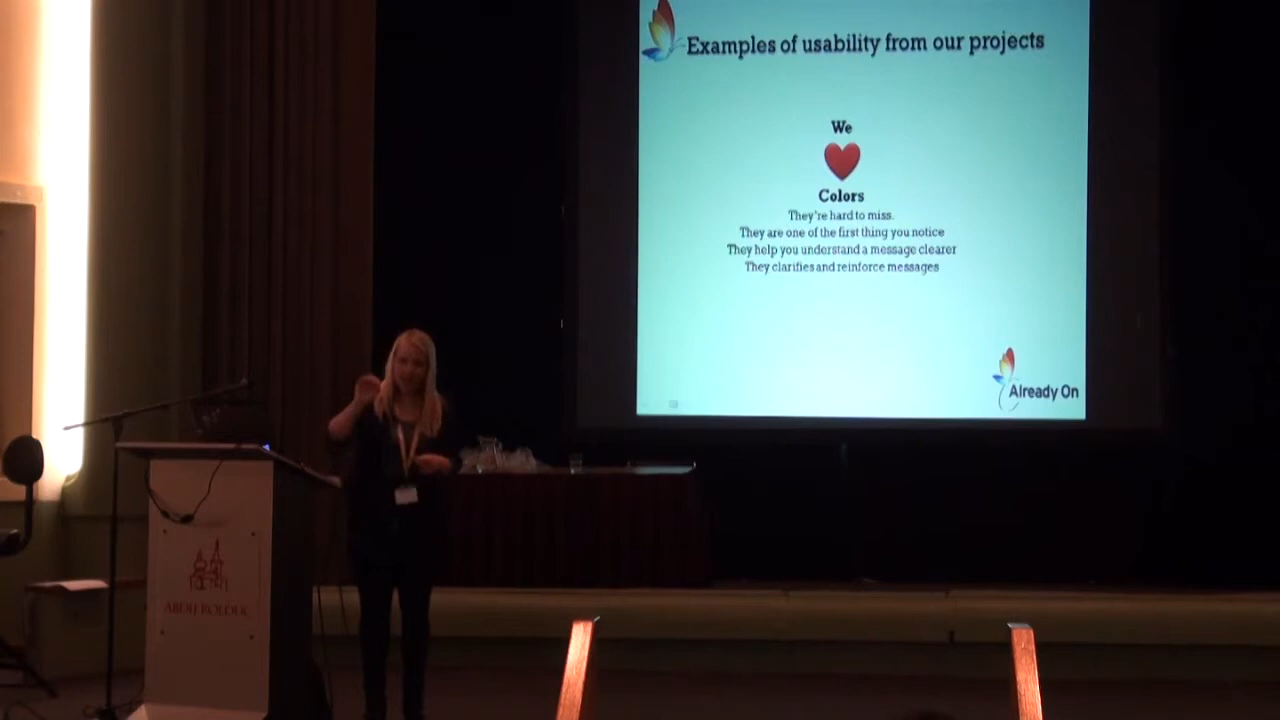 Examples of usability from our projects
We
Colors
They're hard to miss.
They are one of the first thing you notice
They help you understand a message clearer
They clarifies and reinforce messages
Already On